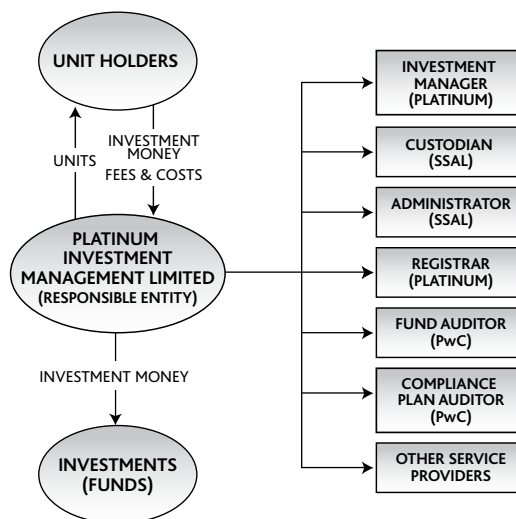 UNIT HOLDERS
UNITS
INVESTMENT
MONEY
FEES & COSTS
PLATINUM
INVESTMENT
MANAGEMENT LIMITED
(RESPONSIBLE ENTITY)
INVESTMENT MONEY
INVESTMENTS
(FUNDS)
INVESTMENT
MANAGER
(PLATINUM)
CUSTODIAN
(SSAL)
ADMINISTRATOR
(SSAL)
REGISTRAR
(PLATINUM)
FUND AUDITOR
(PwC)
COMPLIANCE
PLAN AUDITOR
(PwC)
OTHER SERVICE
PROVIDERS